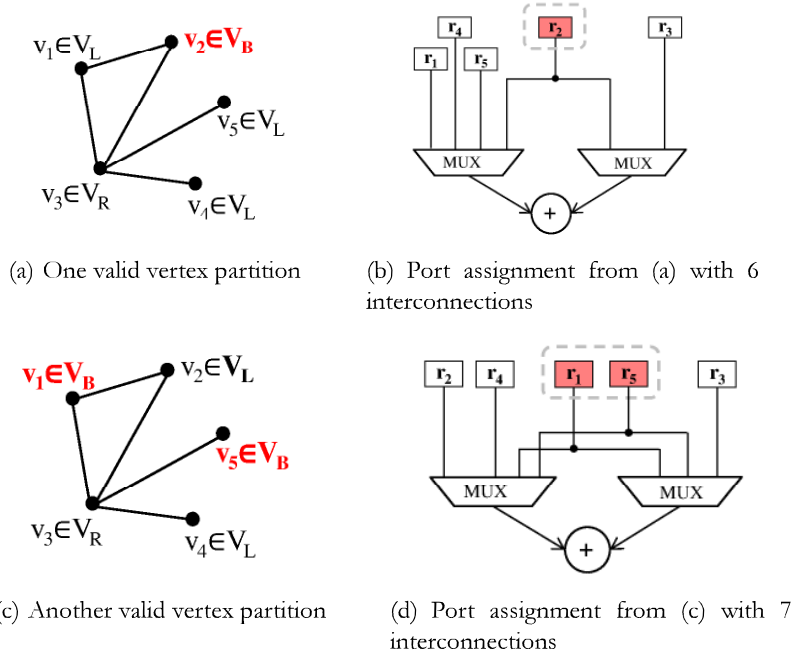 v1∈VL
v2∈VB
v5∈VL
v3∈VR
v4∈VL
r4
r2
r3
r1
r5
MUX
MUX
+
(a) One valid vertex partition
(b) Port assignment from (a) with 6
interconnections
v1∈VB
v2∈VL
v5∈VB
v3∈VR
v4∈VL
r2
r4
r1
r5
r3
MUX
MUX
+
(c) Another valid vertex partition
(d) Port assignment from (c) with 7
interconnections